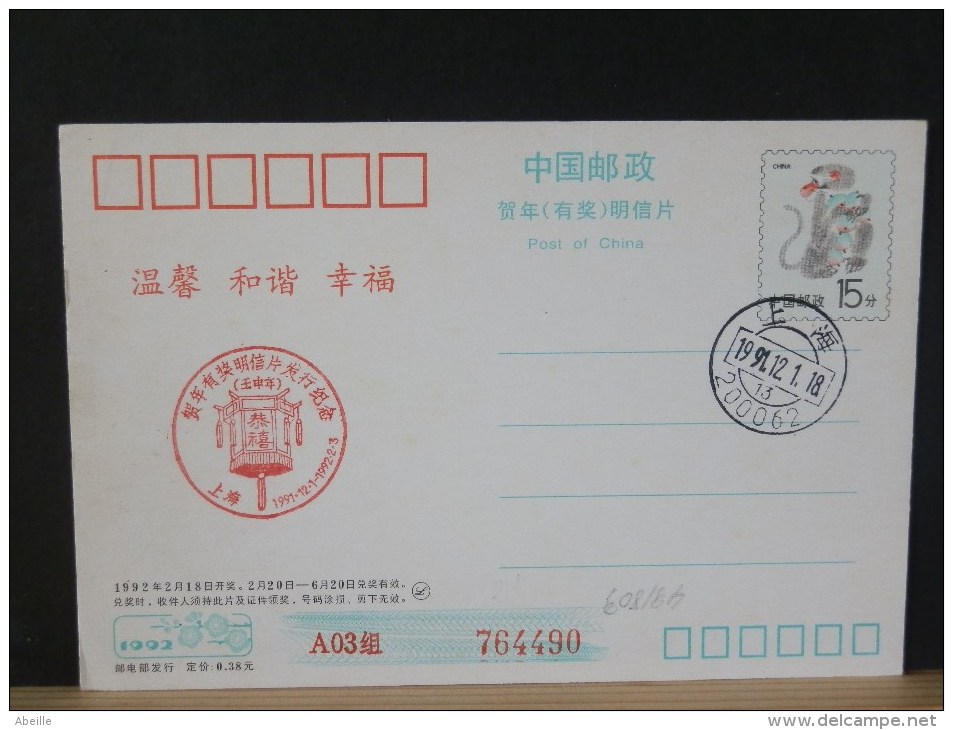 中国邮政
贺年(有奖)明信片
Post of China
CHINA
中国邮政 15分
温馨 和谐 幸福
上海
1991.12.1.18
13
200062
贺年有奖明信片发行纪念
(壬申年)
恭禧
上海
1991·12·1-1992·2·3
1992年2月18日开奖。2月20日—6月20日兑奖有效。
兑奖时，收件人须持此片及证件领奖，号码涂损、剪下无效。
1992
A03组 764490
邮电部发行 定价:0.38元
Abeille
www.delcampe.net